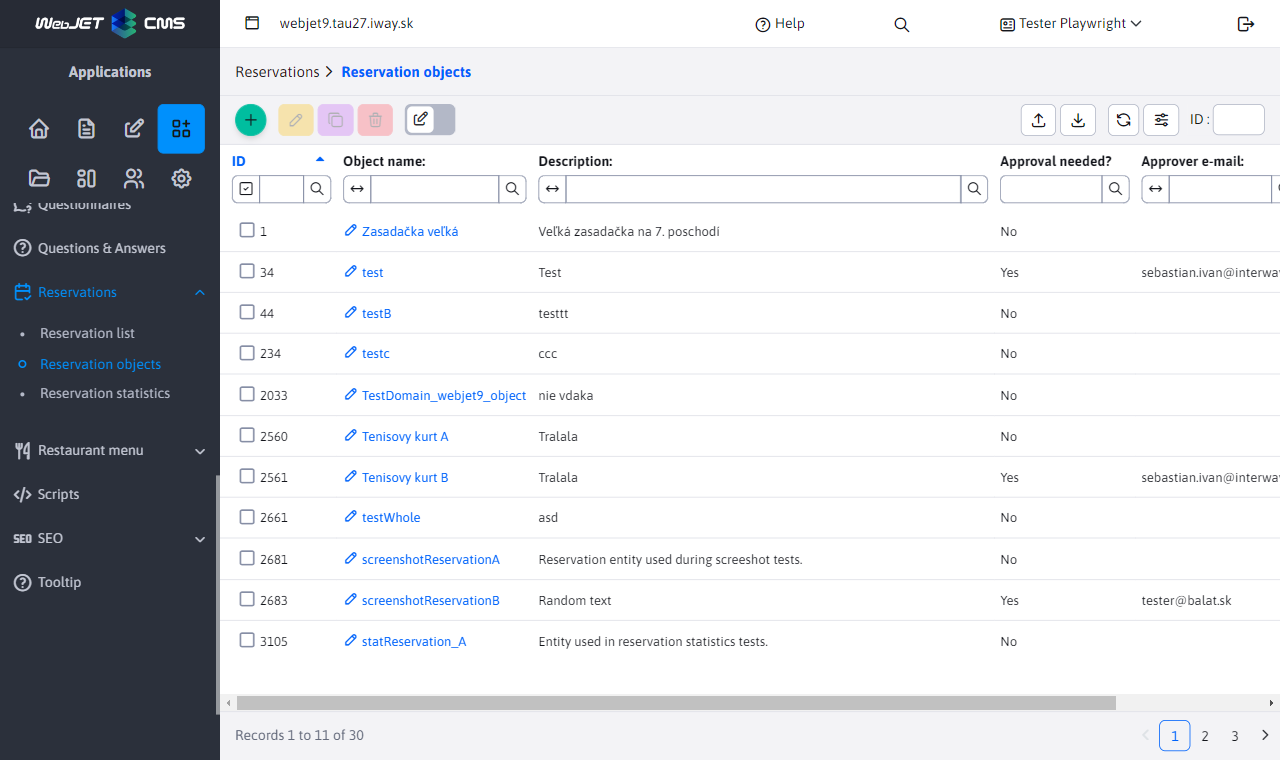 WebJET CMS
webjet9.tau27.iway.sk
Help
Tester Playwright
Applications
Reservations
Reservation objects
ID :
Questionnaires
Questions & Answers
Reservations
Reservation list
Reservation objects
Reservation statistics
Restaurant menu
Scripts
SEO SEO
Tooltip
ID Object name: Description: Approval needed? Approver e-mail:
1 Zasadačka veľká Veľká zasadačka na 7. poschodí No
34 test Test Yes sebastian.ivan@interwa
44 testB testtt No
234 testc ccc No
2033 TestDomain_webjet9_object nie vdaka No
2560 Tenisovy kurt A Tralala No
2561 Tenisovy kurt B Tralala Yes sebastian.ivan@interwa
2661 testWhole asd No
2681 screenshotReservationA Reservation entity used during screeshot tests. No
2683 screenshotReservationB Random text Yes tester@balat.sk
3105 statReservation_A Entity used in reservation statistics tests. No
Records 1 to 11 of 30
1 2 3